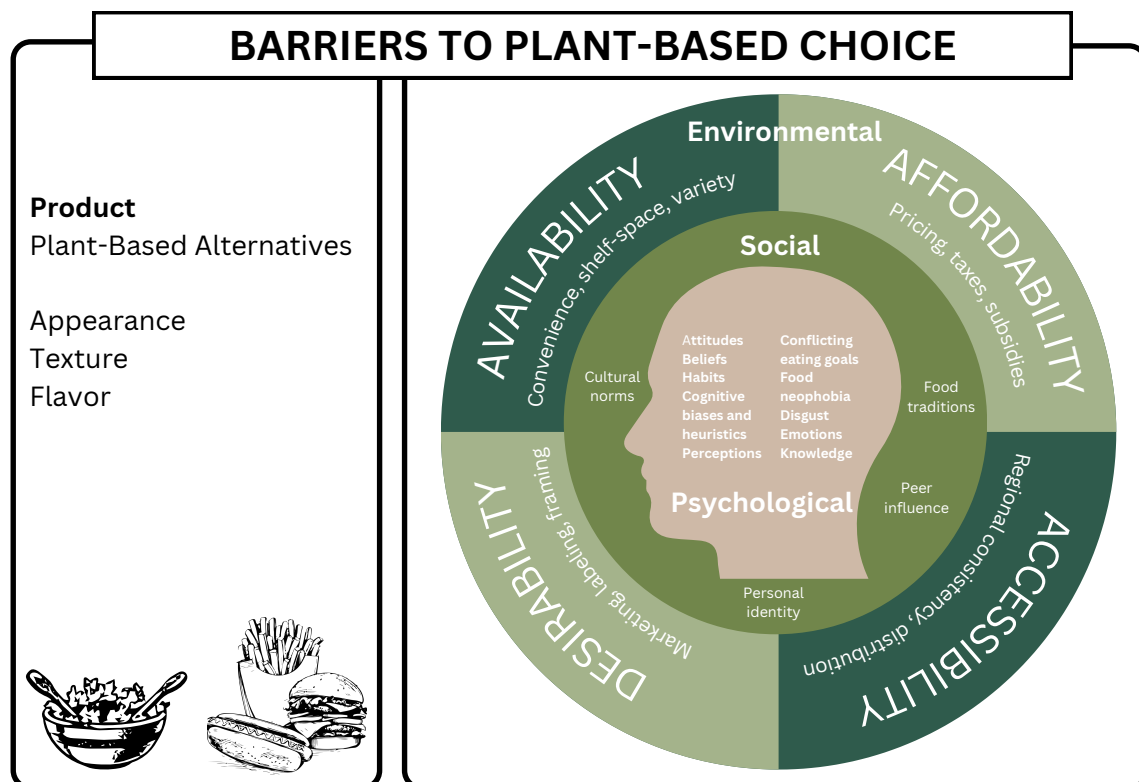 BARRIERS TO PLANT-BASED CHOICE
Product
Plant-Based Alternatives
Appearance
Texture
Flavor
Environmental
AVAILABILITY
Convenience, shelf-space, variety
AFFORDABILITY
Pricing, taxes, subsidies
Social
Cultural
norms
Attitudes
Beliefs
Habits
Cognitive
biases and
heuristics
Perceptions
Conflicting
eating goals
Food
neophobia
Disgust
Emotions
Knowledge
Psychological
Food
traditions
Peer
influence
Personal
identity
DESIRABILITY
Marketing, labeling, framing
ACCESSIBILITY
Regional consistency, distribution